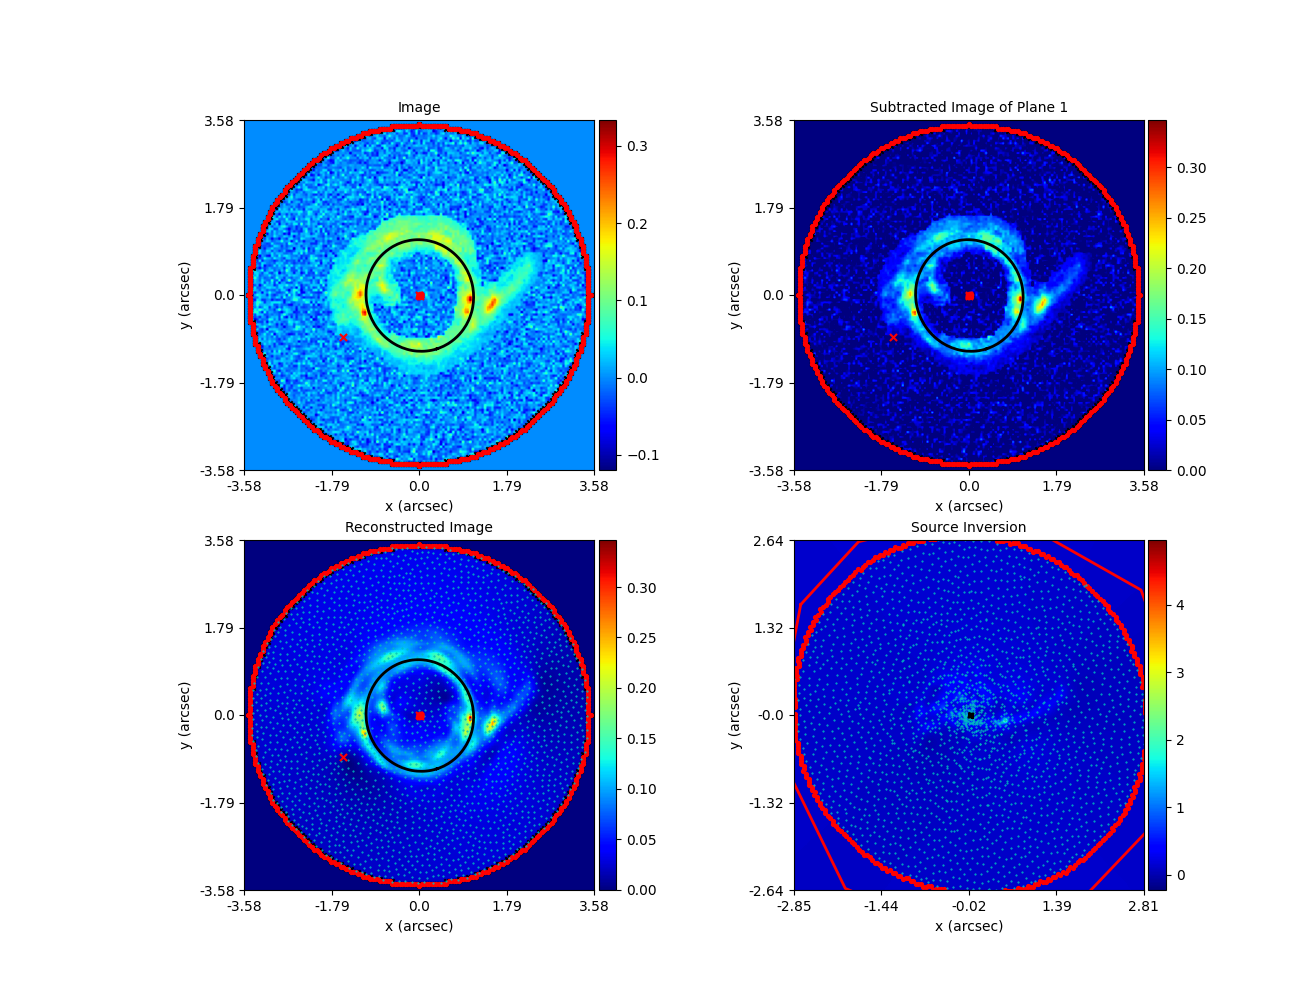 Image
3.58
1.79
0.0
-1.79
-3.58
y (arcsec)
-3.58 -1.79 0.0 1.79 3.58
x (arcsec)
0.3
0.2
0.1
0.0
−0.1
Subtracted Image of Plane 1
3.58
1.79
0.0
-1.79
-3.58
y (arcsec)
-3.58 -1.79 0.0 1.79 3.58
x (arcsec)
0.30
0.25
0.20
0.15
0.10
0.05
0.00
Reconstructed Image
3.58
1.79
0.0
-1.79
-3.58
y (arcsec)
-3.58 -1.79 0.0 1.79 3.58
x (arcsec)
0.30
0.25
0.20
0.15
0.10
0.05
0.00
Source Inversion
2.64
1.32
-0.0
-1.32
-2.64
y (arcsec)
-2.85 -1.44 -0.02 1.39 2.81
x (arcsec)
4
3
2
1
0